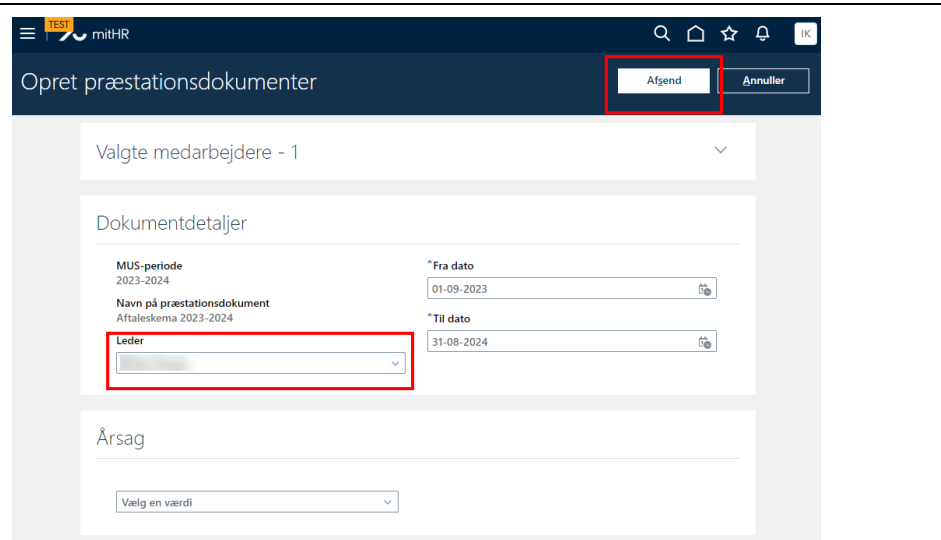 TEST
mitHR
IK
Opret præstationsdokumenter
Afsend
Annuller
Valgte medarbejdere - 1
Dokumentdetaljer
MUS-periode
2023-2024
Navn på præstationsdokument
Aftaleskema 2023-2024
Leder
*Fra dato
01-09-2023
*Til dato
31-08-2024
Årsag
Vælg en værdi